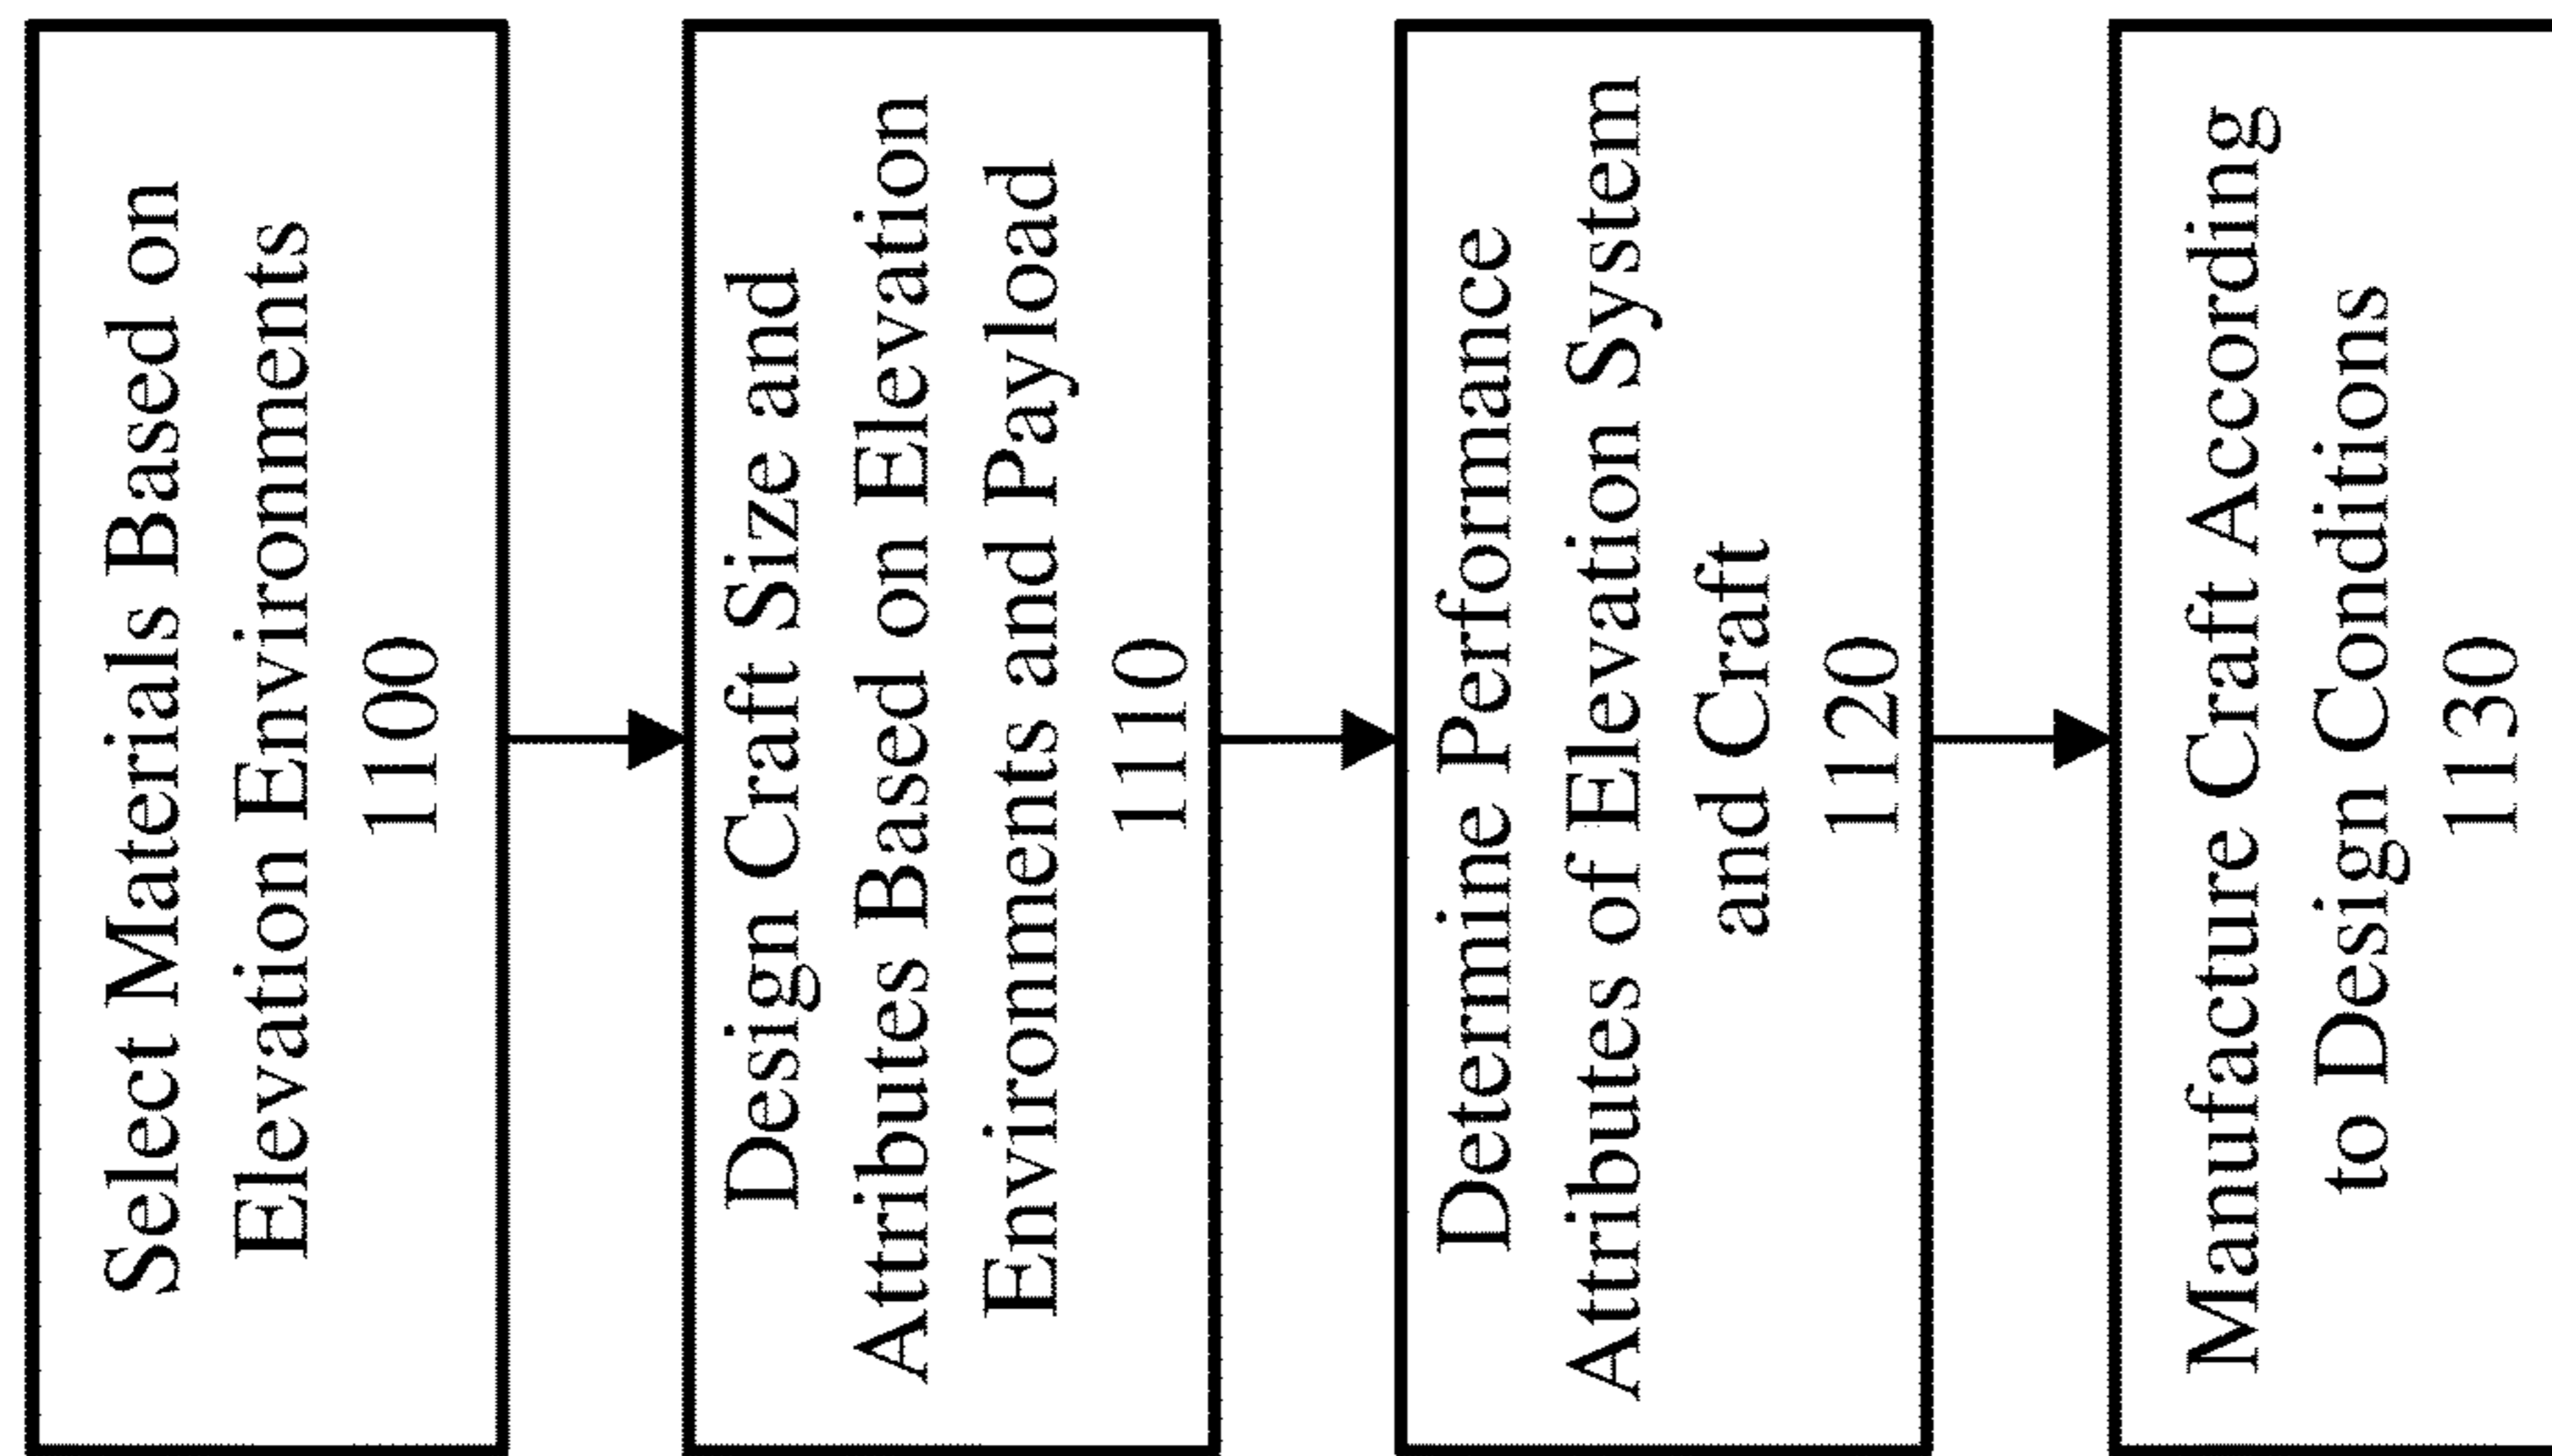 Select Materials Based on
Elevation Environments
1100
Design Craft Size and
Attributes Based on Elevation
Environments and Payload
1110
Determine Performance
Attributes of Elevation System
and Craft
1120
Manufacture Craft According
to Design Conditions
1130